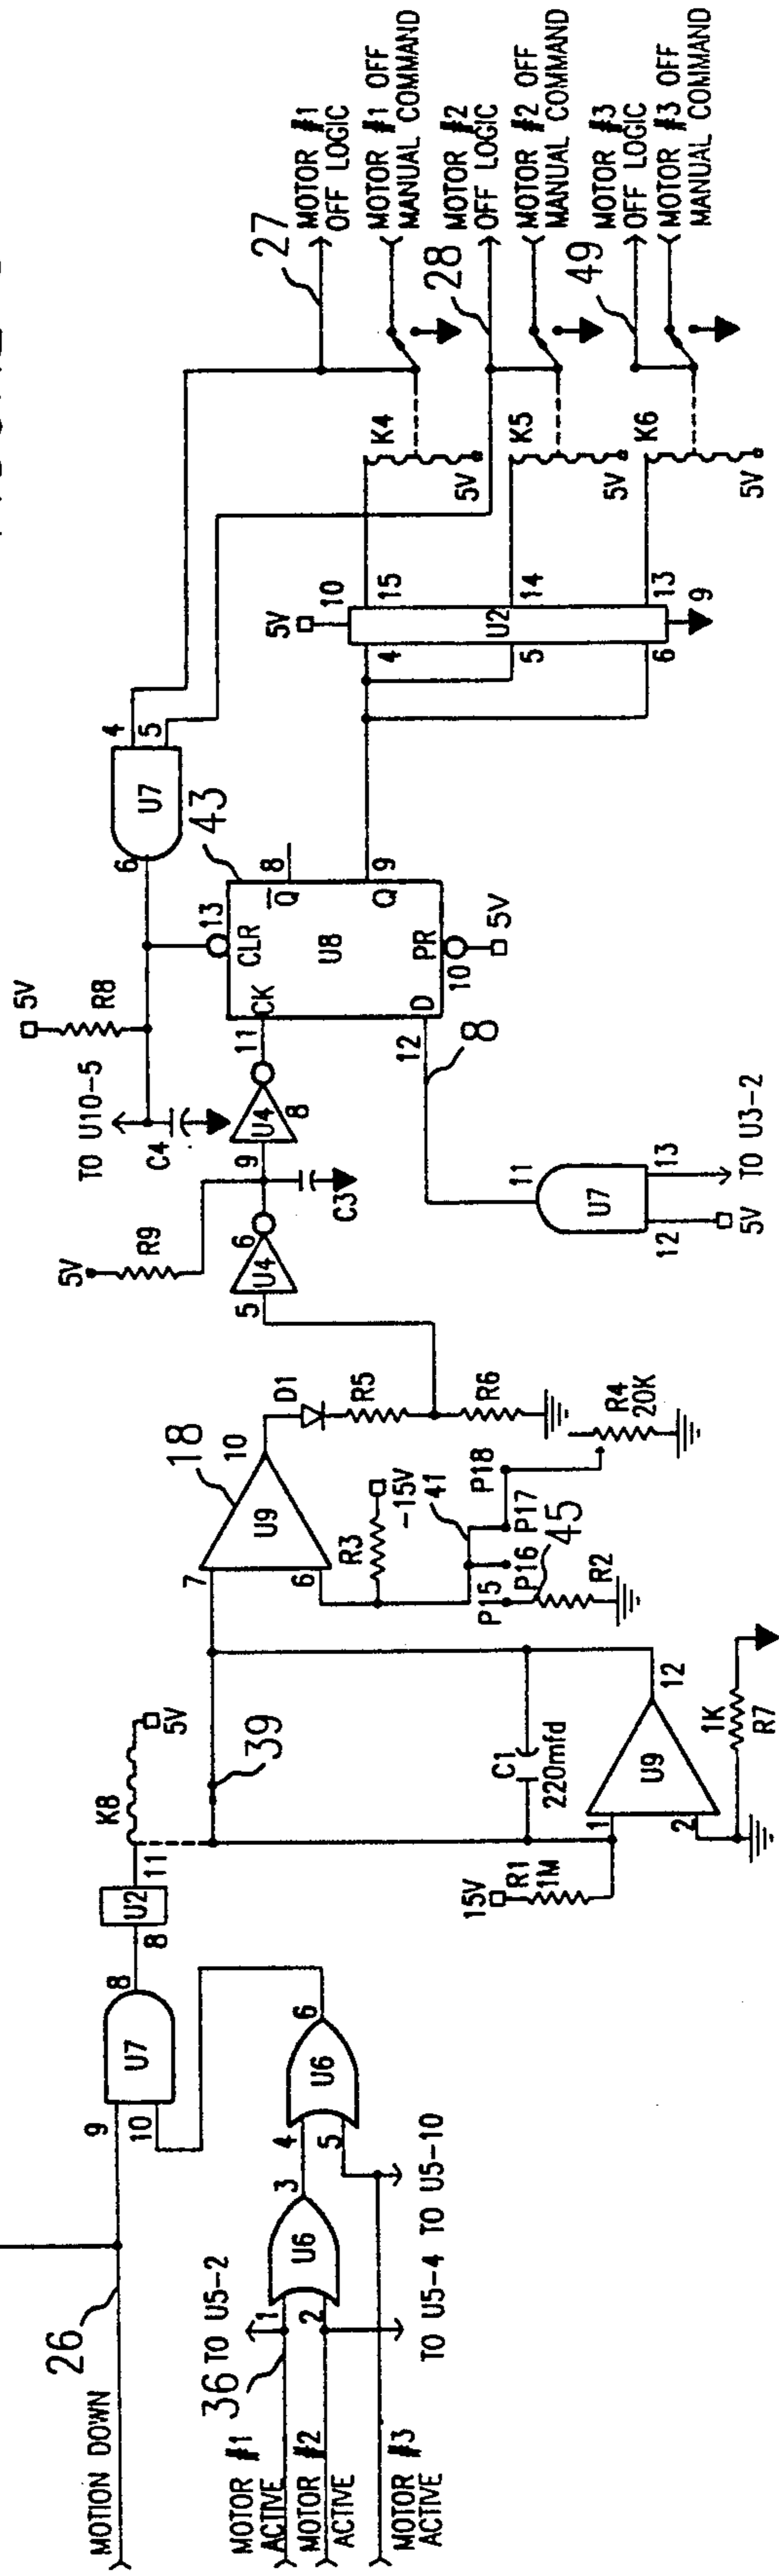 MOTION DOWN
26
MOTOR #1
ACTIVE
MOTOR #2
ACTIVE
MOTOR #3
ACTIVE
36
TO U5-2
1
2
U6
3
4
5
U6
6
TO U5-4
TO U5-10
9
10
U7
8
8
U2
11
K8
5V
39
15V
R1
1M
C1
220mfd
1
2
U9
12
1K
R7
7
6
U9
18
10
D1
R5
R6
R3
-15V
41
P15
P16
P17
P18
45
R2
R4
20K
5V
R9
5
U4
6
C3
9
U4
8
11
TO U10-5
C4
5V
R8
CK
CLR
13
U8
Q
8
Q
9
PR
10
5V
D
12
43
8
11
U7
12
13
5V
TO U3-2
6
U7
4
5
5V
10
4
15
U2
5
14
6
13
9
K4
5V
K5
5V
K6
5V
27
28
49
MOTOR #1
OFF LOGIC
MOTOR #1 OFF
MANUAL COMMAND
MOTOR #2
OFF LOGIC
MOTOR #2 OFF
MANUAL COMMAND
MOTOR #3
OFF LOGIC
MOTOR #3 OFF
MANUAL COMMAND